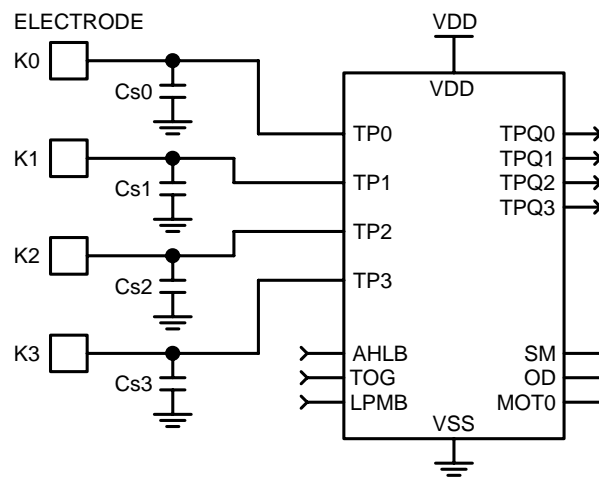 ELECTRODE
VDD
K0
VDD
Cs0
TP0
TPQ0
K1
TPQ1
TP1
TPQ2
Cs1
TPQ3
K2
TP2
Cs2
TP3
K3
AHLB
SM
Cs3
TOG
OD
LPMB
MOT0
VSS